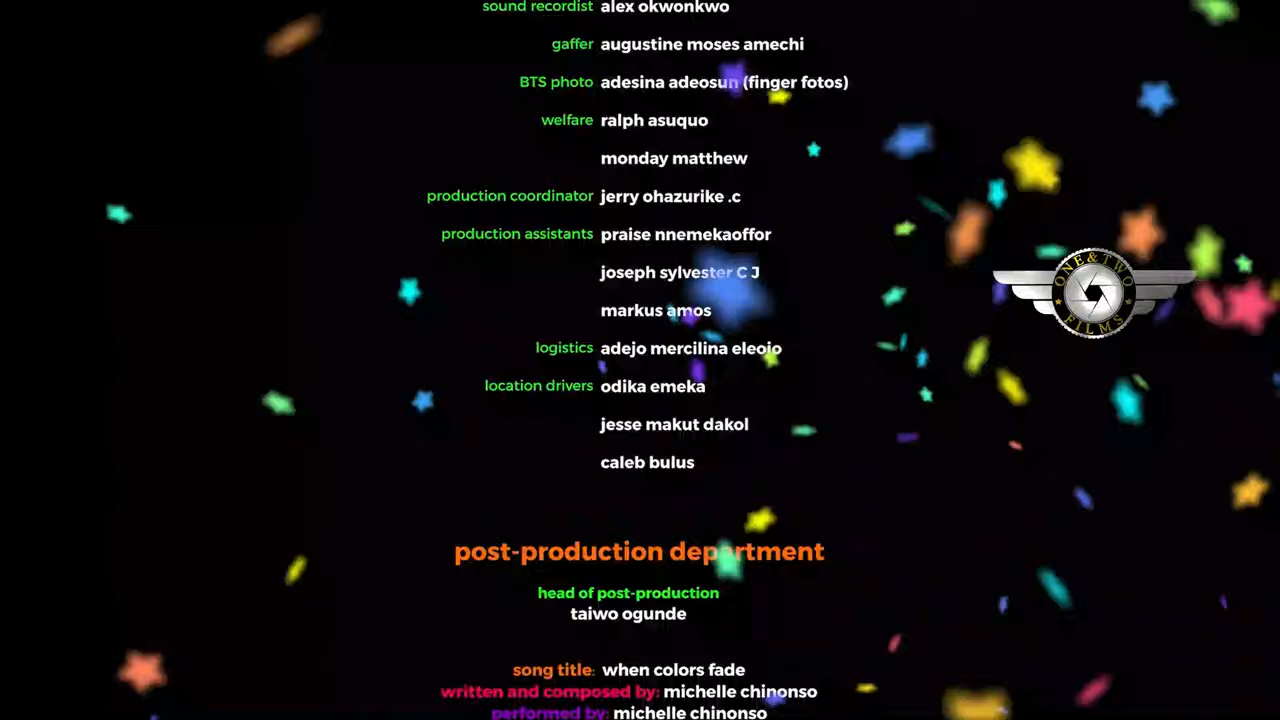 sound recordist alex okwonkwo
gaffer augustine moses amechi
BTS photo adesina adeosun (finger fotos)
welfare ralph asuquo
monday matthew
production coordinator jerry ohazurike .c
production assistants praise nnemekaoffor
joseph sylvester C J
markus amos
logistics adejo mercilina eleojo
location drivers odika emeka
jesse makut dakol
caleb bulus
ONE&TWO
FILMS
post-production department
head of post-production
taiwo ogunde
song title: when colors fade
written and composed by: michelle chinonso
performed by: michelle chinonso